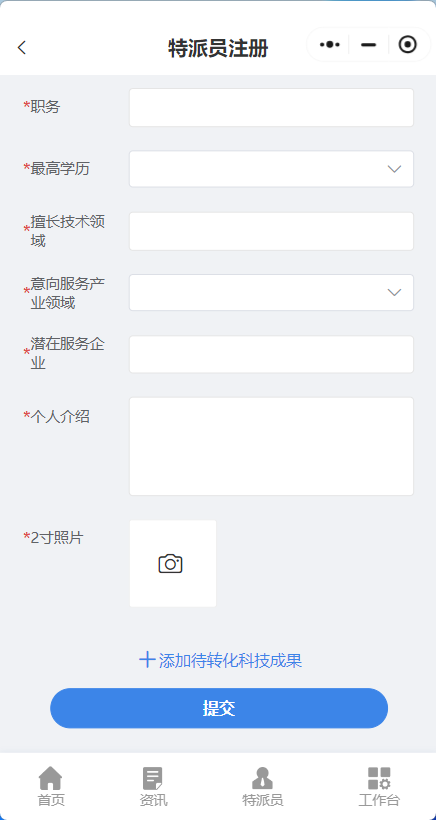 特派员注册
*职务
*最高学历
*擅长技术领
域
*意向服务产
业领域
*潜在服务企
业
*个人介绍
*2寸照片
添加待转化科技成果
提交
首页
资讯
特派员
工作台